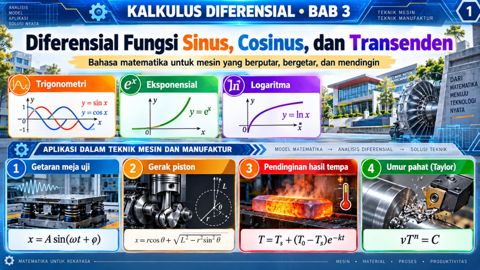 ANALISIS
MODEL
APLIKASI
SOLUSI NYATA
KALKULUS DIFERENSIAL • BAB 3
TEKNIK MESIN
TEKNIK MANUFAKTUR
1
Diferensial Fungsi Sinus, Cosinus, dan Transenden
Bahasa matematika untuk mesin yang berputar, bergetar, dan mendingin
Trigonometri
y
1
0
-1
x
y = sin x
y = cos x
e^x Eksponensial
y
y = e^x
x
ln Logaritma
y
y = ln x
x
DARI
MATEMATIKA
MENUJU
TEKNOLOGI
NYATA
APLIKASI DALAM TEKNIK MESIN DAN MANUFAKTUR
MODEL MATEMATIKA → ANALISIS DIFERENSIAL → SOLUSI TEKNIK
1 Getaran meja uji
x = A sin(ωt + φ)
2 Gerak piston
L
r
θ
x = r cos θ + √(L² − r² sin² θ)
3 Pendinginan hasil tempa
T = T_s + (T_0 − T_s)e^{-kt}
4 Umur pahat (Taylor)
vT^n = C
MATEMATIKA UNTUK REKAYASA
MESIN • MATERIAL • PROSES • PRODUKTIVITAS